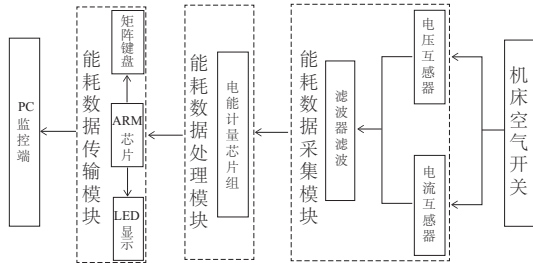 PC
监控端
能耗数据传输模块
矩阵键盘
ARM
芯片
LED
显示
能耗数据处理模块
电能计量芯片组
能耗数据采集模块
滤波器滤波
电压互感器
电流互感器
机床空气开关